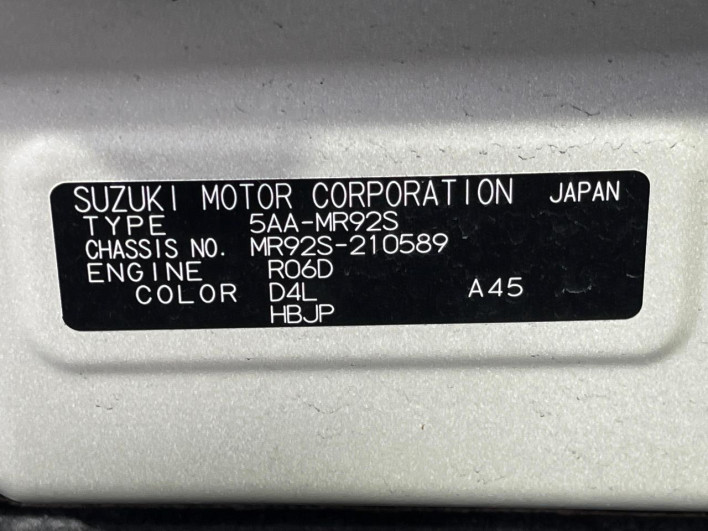 SUZUKI MOTOR CORPORATION JAPAN
TYPE 5AA-MR92S
CHASSIS NO. MR92S-210589
ENGINE R06D
COLOR D4L A45
HBJP